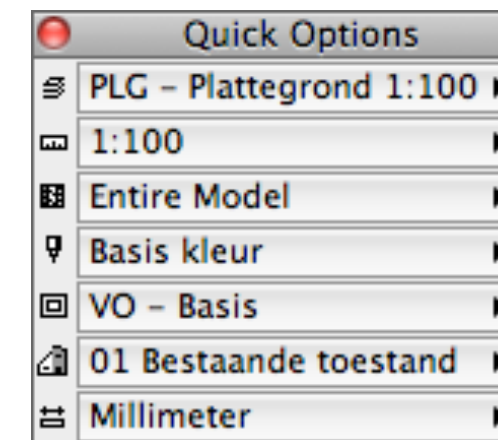 Quick Options
PLG – Plattegrond 1:100
1:100
Entire Model
Basis kleur
VO – Basis
01 Bestaande toestand
Millimeter